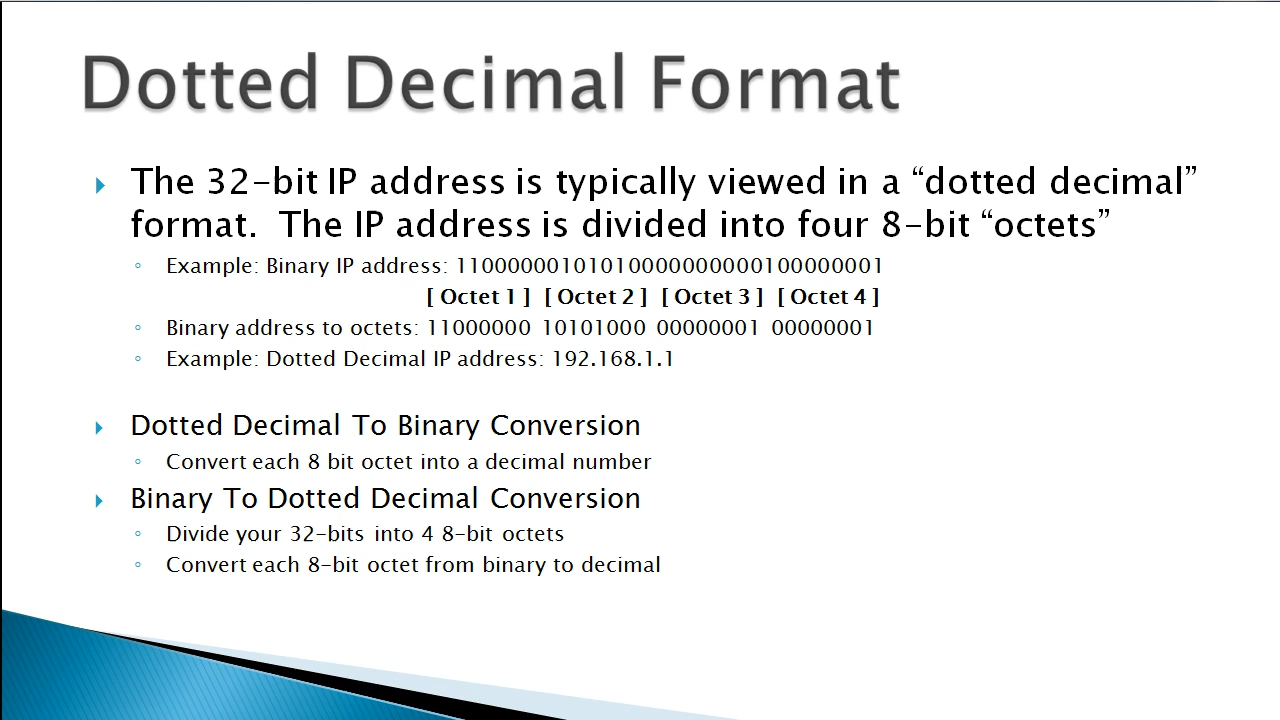 Dotted Decimal Format
The 32-bit IP address is typically viewed in a “dotted decimal”
format.  The IP address is divided into four 8-bit “octets”
Example: Binary IP address: 11000000101010000000000100000001
[ Octet 1 ]  [ Octet 2 ]  [ Octet 3 ]  [ Octet 4 ]
Binary address to octets: 11000000 10101000 00000001 00000001
Example: Dotted Decimal IP address: 192.168.1.1
Dotted Decimal To Binary Conversion
Convert each 8 bit octet into a decimal number
Binary To Dotted Decimal Conversion
Divide your 32-bits into 4 8-bit octets
Convert each 8-bit octet from binary to decimal